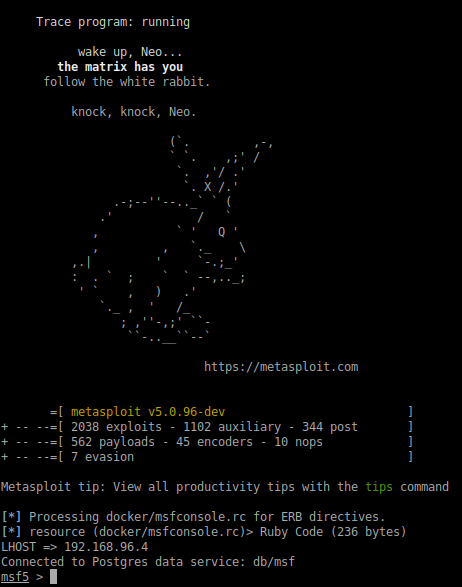 Trace program: running
wake up, Neo...
the matrix has you
follow the white rabbit.
knock, knock, Neo.
(`.         ,-,
` `.    ,;' /
`.  ,'/ .'
`. X /.'
.-;--''--.._` ` (
.'            /   `
,           ` '   Q '
,         ,   `._    \
,.|         '     `-.;_'
:  . `  ;    `  ` --,.._;
' `    ,   )   .'
`._ ,  '   /_
; ,''-,;' ``-
``-..__``--`
https://metasploit.com
=[ metasploit v5.0.96-dev                          ]
+ -- --=[ 2038 exploits - 1102 auxiliary - 344 post       ]
+ -- --=[ 562 payloads - 45 encoders - 10 nops            ]
+ -- --=[ 7 evasion                                       ]
Metasploit tip: View all productivity tips with the tips command
[*] Processing docker/msfconsole.rc for ERB directives.
[*] resource (docker/msfconsole.rc)> Ruby Code (236 bytes)
LHOST => 192.168.96.4
Connected to Postgres data service: db/msf
msf5 >